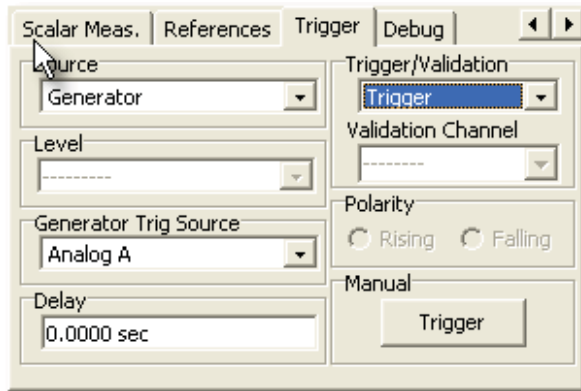 Scalar Meas. References Trigger Debug
Source
Generator
Level
---------
Generator Trig Source
Analog A
Delay
0.0000 sec
Trigger/Validation
Trigger
Validation Channel
--------
Polarity
Rising Falling
Manual
Trigger